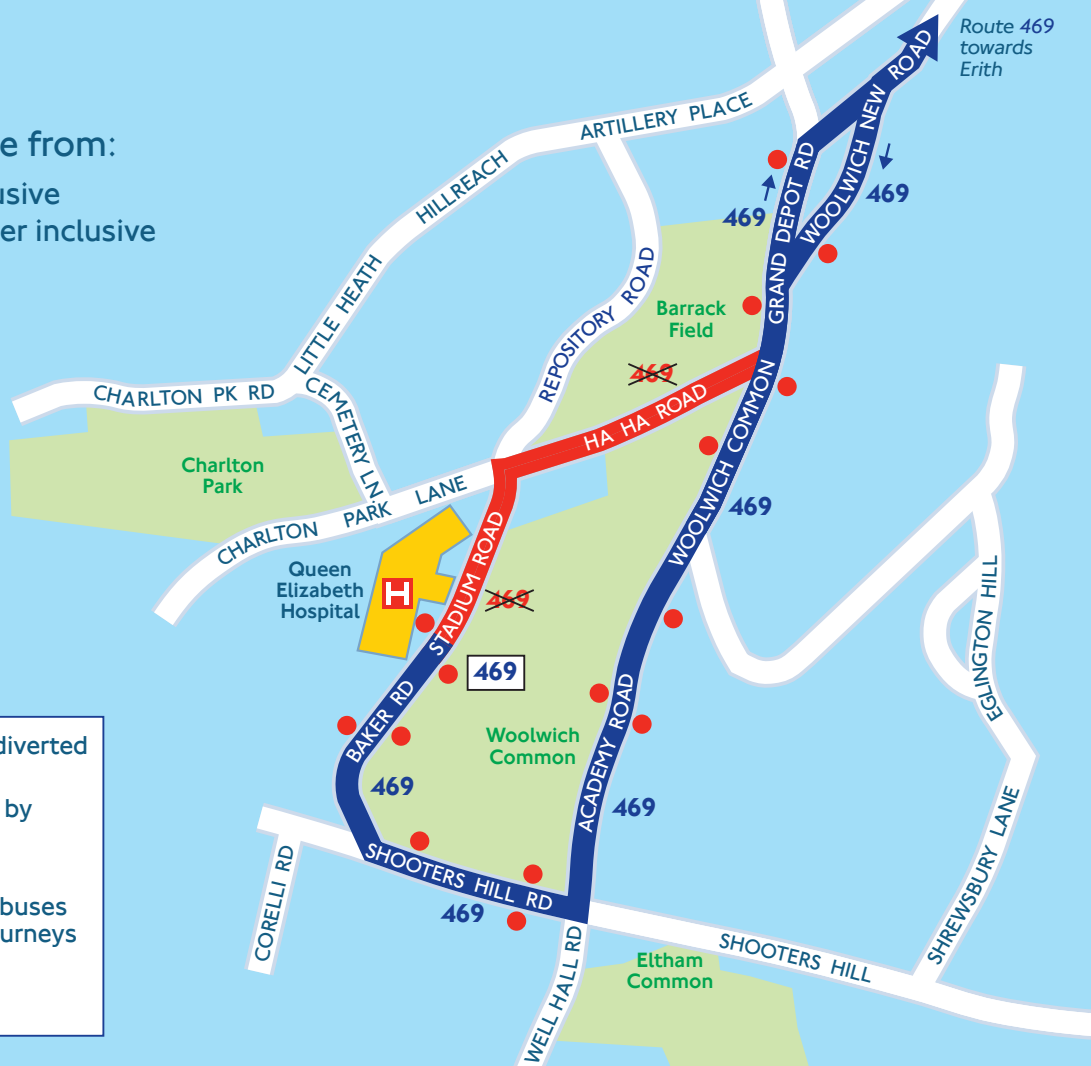 Route 469
towards
Erith
e from:
usive
er inclusive
ARTILLERY PLACE
HILLREACH
LITTLE HEATH
CHARLTON PK RD
CEMETERY LN
REPOSITORY ROAD
GRAND DEPOT RD
WOOLWICH NEW ROAD
469
469
Barrack
Field
469
HA HA ROAD
WOOLWICH COMMON
469
Charlton
Park
CHARLTON PARK LANE
Queen
Elizabeth
Hospital
H
STADIUM ROAD
469
469
BAKER RD
469
Woolwich
Common
ACADEMY ROAD
469
EGLINGTON HILL
SHREWSBURY LANE
SHOOTERS HILL RD
469
CORELLI RD
WELL HALL RD
SHOOTERS HILL
Eltham
Common
diverted
by
buses
urneys